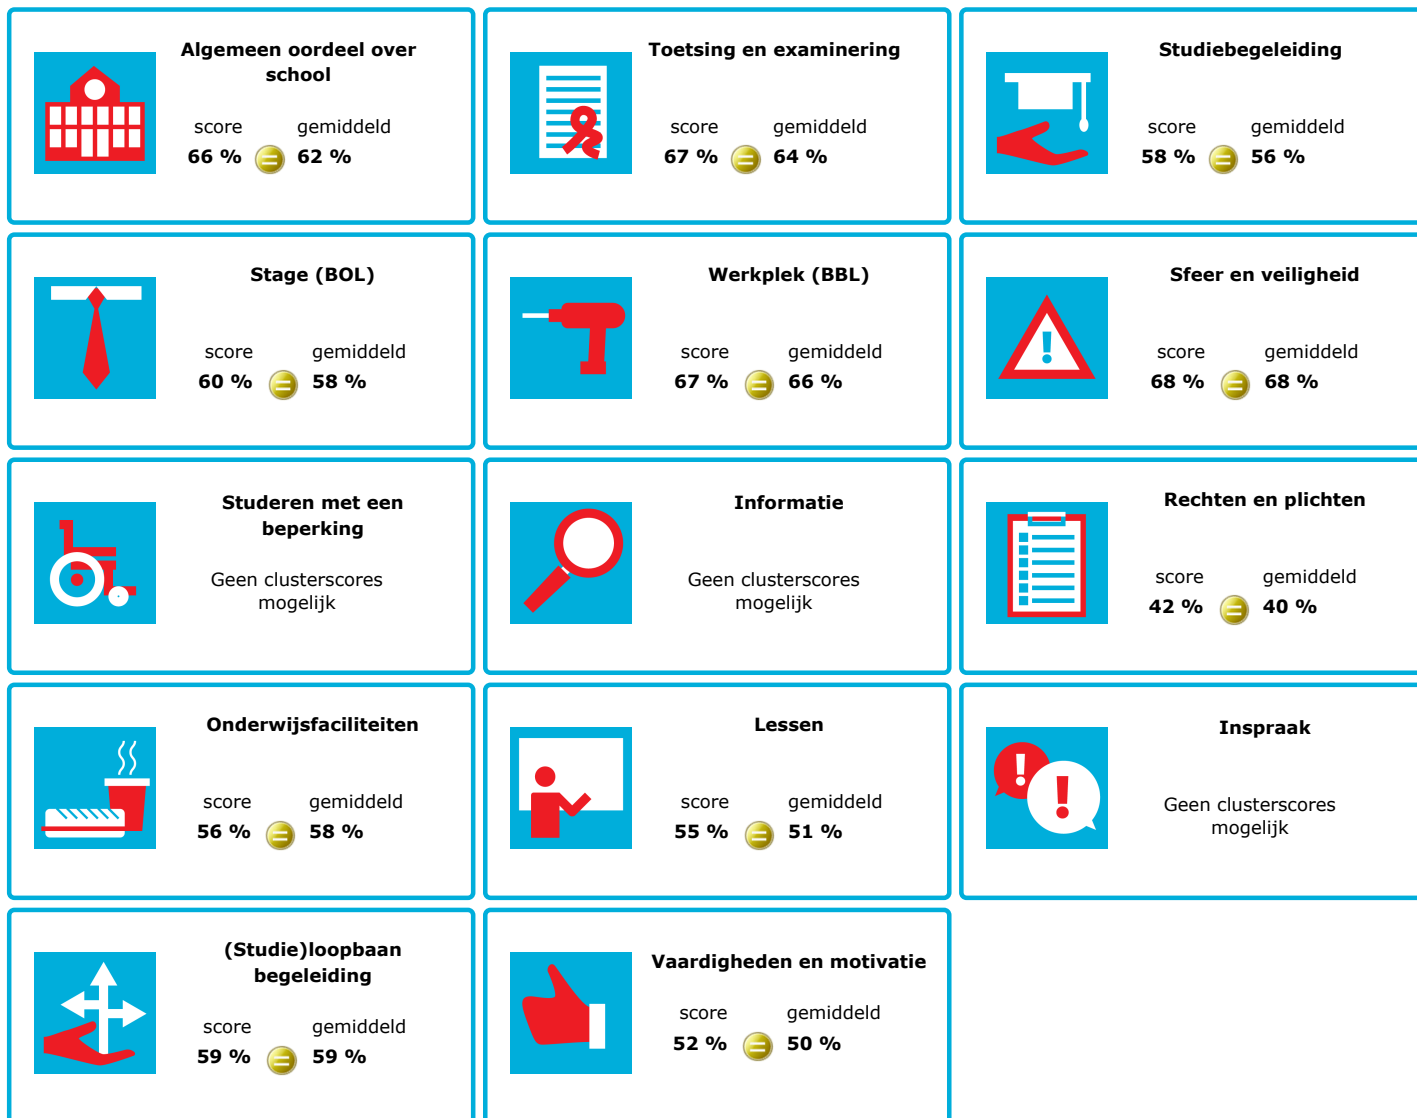 Algemeen oordeel over
school
score gemiddeld
66 % = 62 %
Toetsing en examinering
score gemiddeld
67 % = 64 %
Studiebegeleiding
score gemiddeld
58 % = 56 %
Stage (BOL)
score gemiddeld
60 % = 58 %
Werkplek (BBL)
score gemiddeld
67 % = 66 %
Sfeer en veiligheid
! 
score gemiddeld
68 % = 68 %
Studeren met een
beperking
Geen clusterscores
mogelijk
Informatie
Geen clusterscores
mogelijk
Rechten en plichten
score gemiddeld
42 % = 40 %
Onderwijsfaciliteiten
score gemiddeld
56 % = 58 %
Lessen
score gemiddeld
55 % = 51 %
Inspraak
! !
Geen clusterscores
mogelijk
(Studie)loopbaan
begeleiding
score gemiddeld
59 % = 59 %
Vaardigheden en motivatie
score gemiddeld
52 % = 50 %